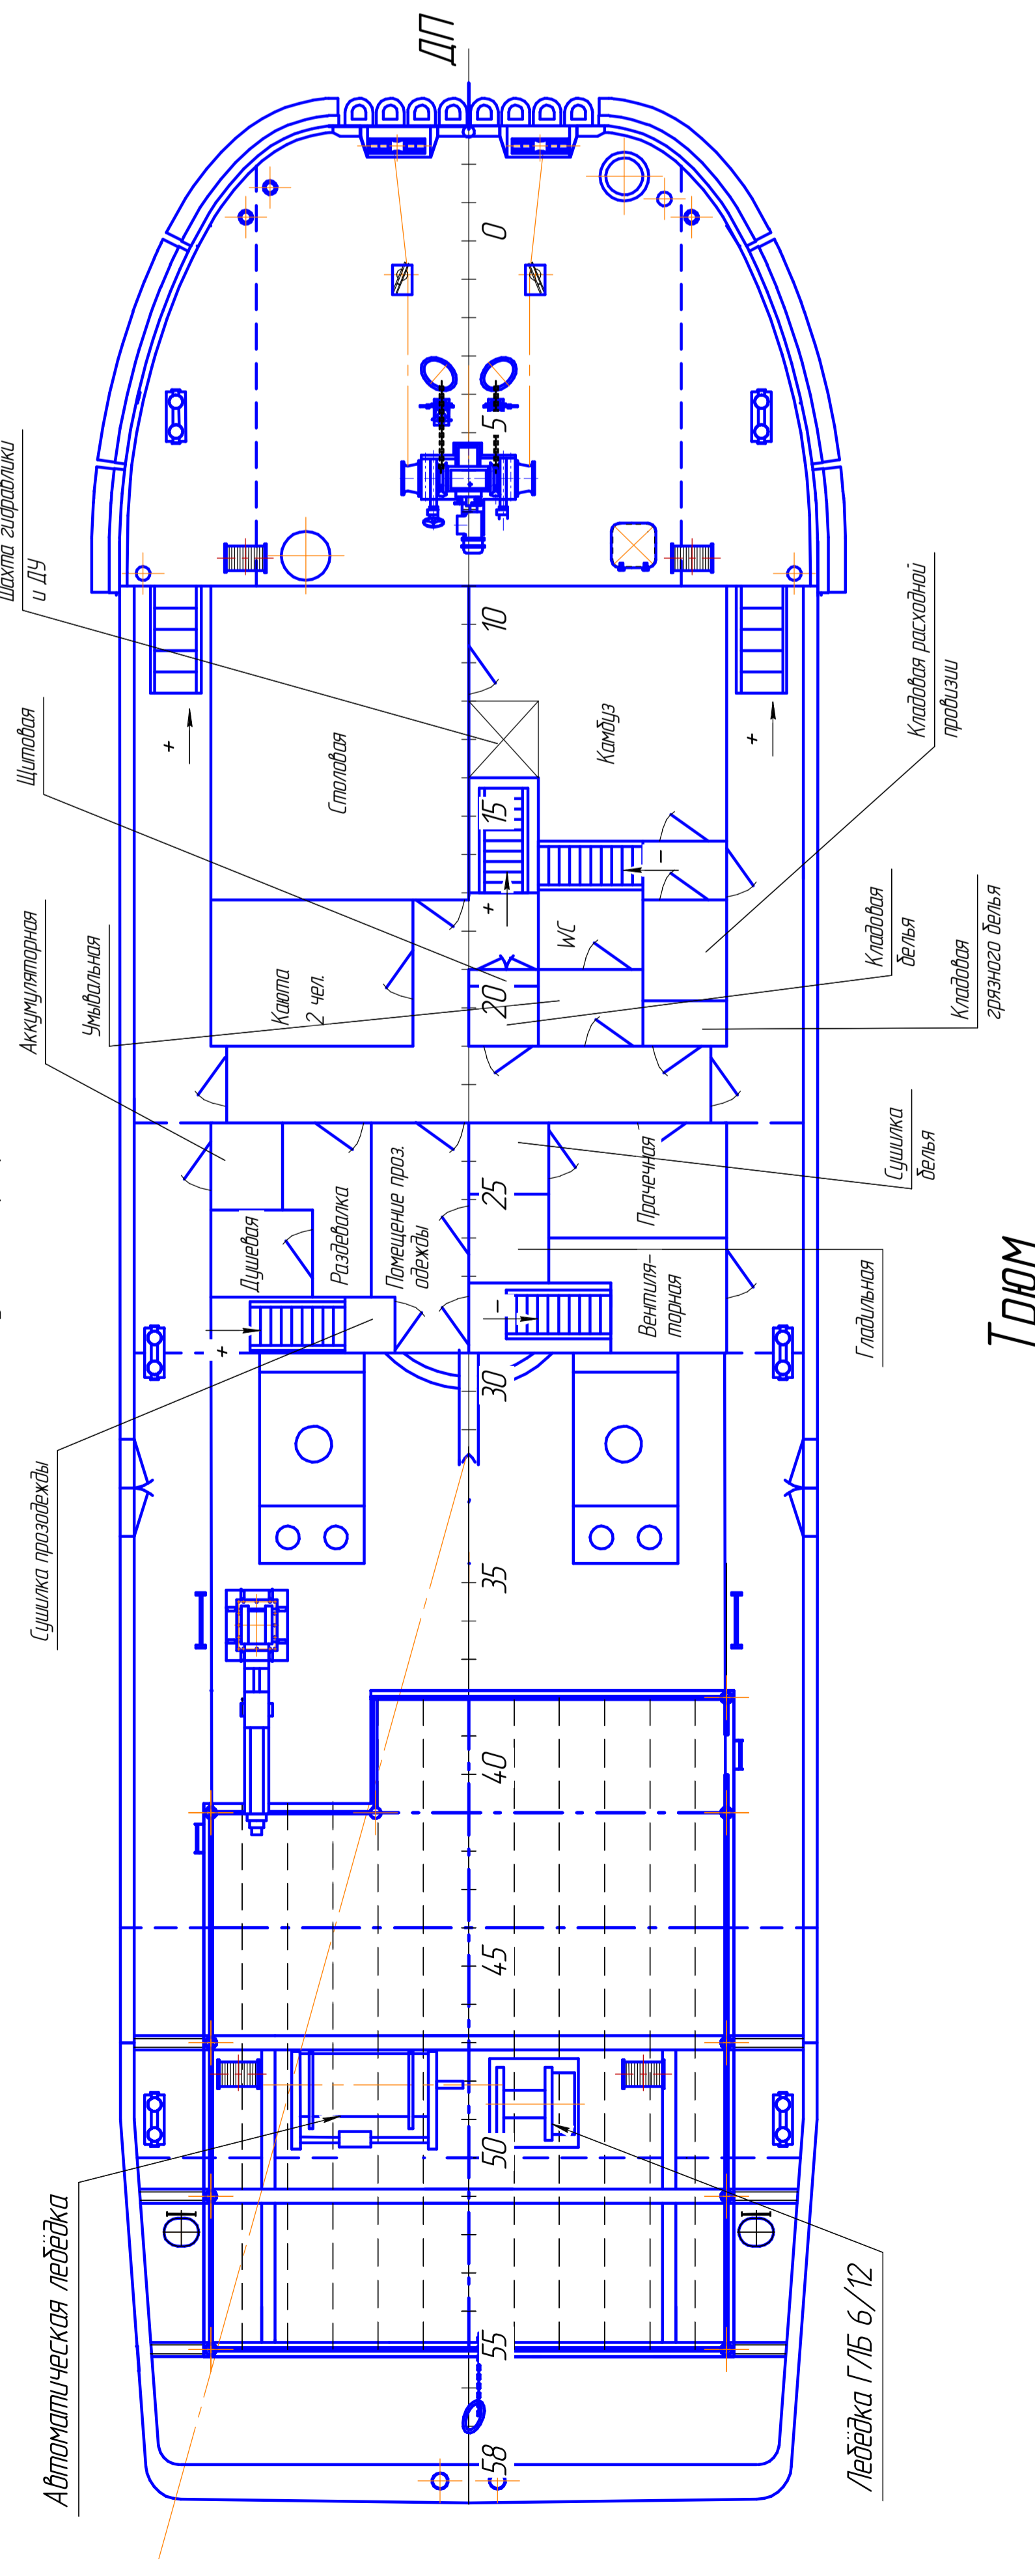 ДП
Шахта гидравлики
и ДУ
Щитовая
Аккумуляторная
Умывальная
Сушилка прозодежды
Автоматическая лебёдка
Столовая
Камбуз
Каюта
2 чел.
WC
Кладовая расходной
провизии
Кладовая
белья
Кладовая
грязного белья
Сушилка
белья
Гладильная
Душевая
Раздевалка
Помещение проз.
одежды
Прачечная
Вентиля-
торная
Лебёдка ГЛБ 6/12
0
5
10
15
20
25
30
35
40
45
50
55
58
+
+
+
+
-
-
Тдюм